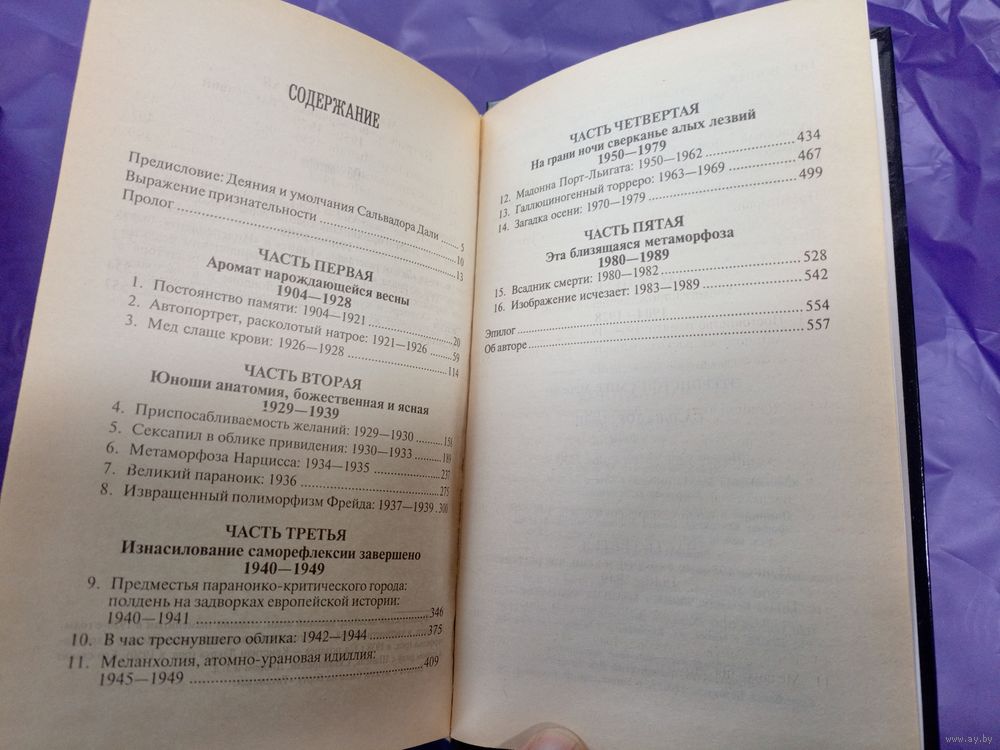 СОДЕРЖАНИЕ
Предисловие: Деяния и умолчания Сальвадора Дали 5
Выражение признательности 10
Пролог 13
ЧАСТЬ ПЕРВАЯ
Аромат нарождающейся весны
1904—1928
1. Постоянство памяти: 1904—1921 20
2. Автопортрет, расколотый натрое: 1921—1926 59
3. Мед слаще крови: 1926—1928 114
ЧАСТЬ ВТОРАЯ
Юноши анатомия, божественная и ясная
1929—1939
4. Приспосабливаемость желаний: 1929—1930 151
5. Сексапил в облике привидения: 1930—1933 189
6. Метаморфоза Нарцисса: 1934—1935 237
7. Великий параноик: 1936 275
8. Извращенный полиморфизм Фрейда: 1937—1939 300
ЧАСТЬ ТРЕТЬЯ
Изнасилование саморефлексии завершено
1940—1949
9. Предместья параноико-критического города:
полдень на задворках европейской истории:
1940—1941 346
10. В час треснувшего облика: 1942—1944 375
11. Меланхолия, атомно-урановая идиллия:
1945—1949 409
ЧАСТЬ ЧЕТВЕРТАЯ
На грани ночи сверканье алых лезвий
1950—1979
12. Мадонна Порт-Льигата: 1950—1962 434
13. Галлюциногенный торреро: 1963—1969 467
14. Загадка осени: 1970—1979 499
ЧАСТЬ ПЯТАЯ
Эта близящаяся метаморфоза
1980—1989
15. Всадник смерти: 1980—1982 528
16. Изображение исчезает: 1983—1989 542
Эпилог 554
Об авторе 557
www.ay.by